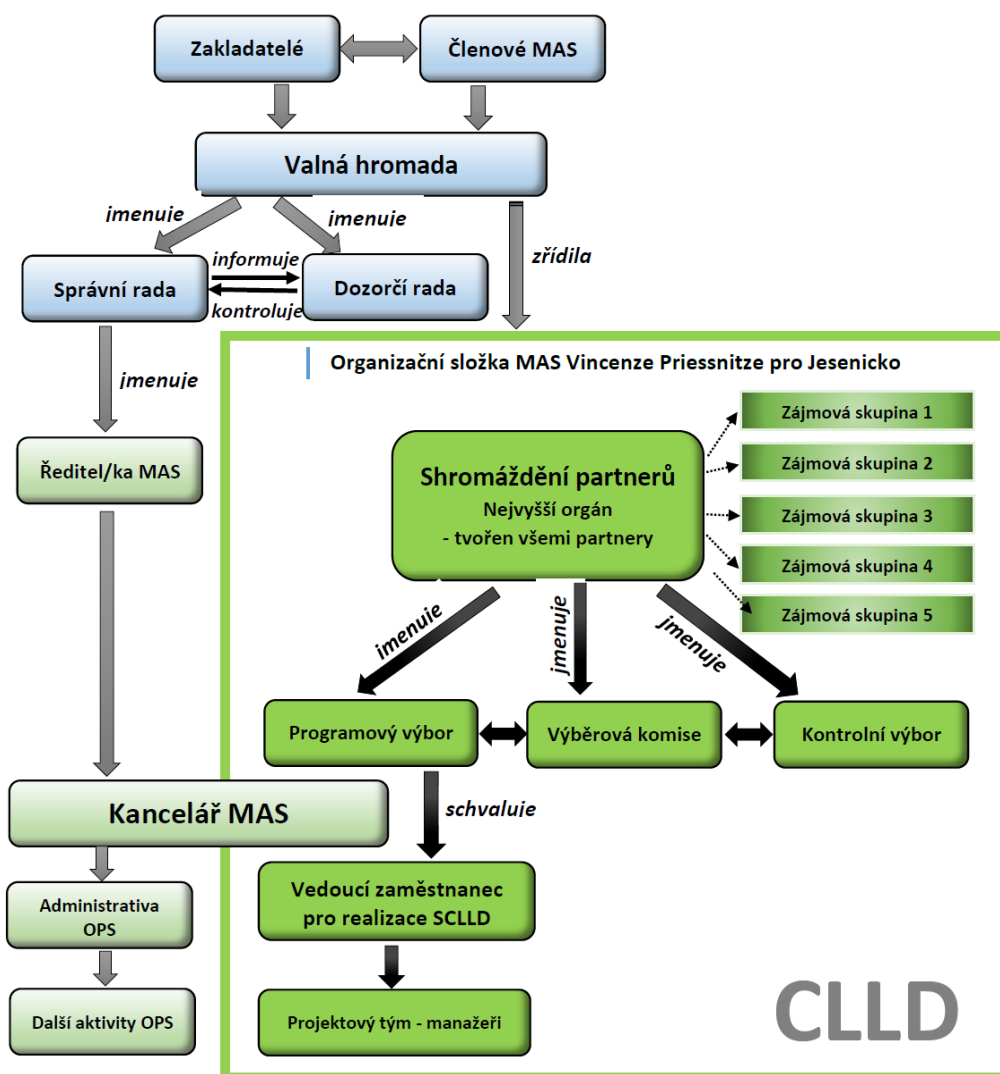 Zakladatelé
Členové MAS
Valná hromada
jmenuje
jmenuje
zřídila
informuje
Správní rada
Dozorčí rada
kontroluje
Organizační složka MAS Vincenze Priessnitze pro Jesenicko
jmenuje
Zájmová skupina 1
Ředitel/ka MAS
Shromáždění partnerů
Nejvyšší orgán
- tvořen všemi partnery
Zájmová skupina 2
Zájmová skupina 3
Zájmová skupina 4
Zájmová skupina 5
jmenuje
jmenuje
jmenuje
Programový výbor
Výběrová komise
Kontrolní výbor
Kancelář MAS
schvaluje
Vedoucí zaměstnanec
pro realizace SCLLD
Administrativa
OPS
Další aktivity OPS
Projektový tým - manažeři
CLLD